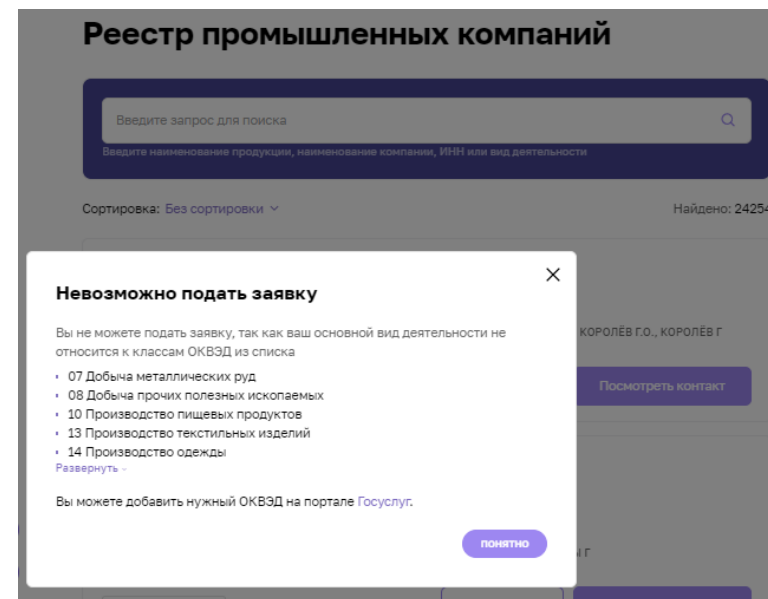 Реестр промышленных компаний
Введите запрос для поиска
Введите наименование продукции, наименование компании, ИНН или вид деятельности
Сортировка: Без сортировки
Найдено: 24254
Невозможно подать заявку
Вы не можете подать заявку, так как ваш основной вид деятельности не
относится к классам ОКВЭД из списка
07 Добыча металлических руд
08 Добыча прочих полезных ископаемых
10 Производство пищевых продуктов
13 Производство текстильных изделий
14 Производство одежды
Развернуть
Вы можете добавить нужный ОКВЭД на портале Госуслуг.
ПОНЯТНО
КОРОЛЁВ Г.О., КОРОЛЁВ Г
Посмотреть контакт